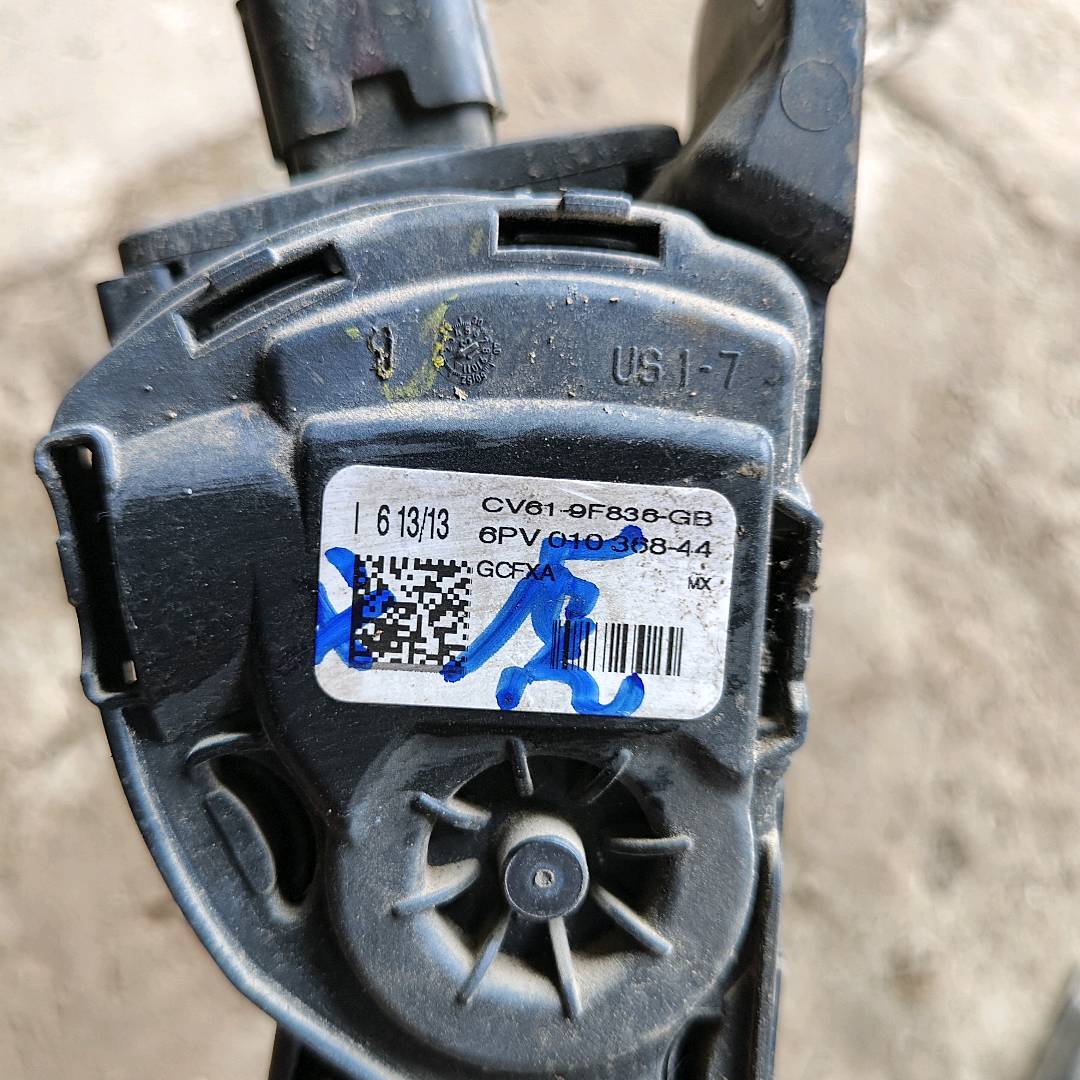 US 1-7
I 6 13/13
CV61-9F836-GB
6PV 010 368-44
GCFXA
MX